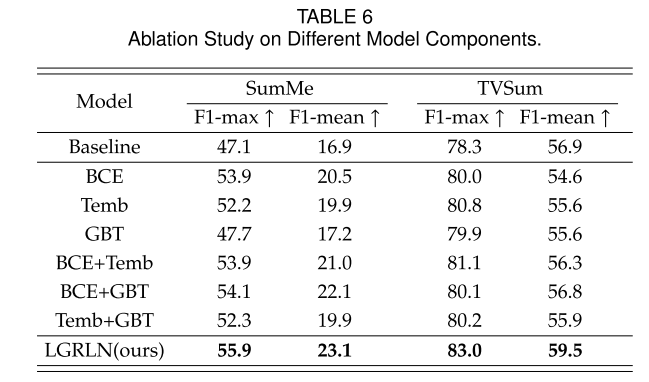 TABLE 6
Ablation Study on Different Model Components.
Model SumMe TVSum
F1-max ↑ F1-mean ↑ F1-max ↑ F1-mean ↑
Baseline 47.1 16.9 78.3 56.9
BCE 53.9 20.5 80.0 54.6
Temb 52.2 19.9 80.8 55.6
GBT 47.7 17.2 79.9 55.6
BCE+Temb 53.9 21.0 81.1 56.3
BCE+GBT 54.1 22.1 80.1 56.8
Temb+GBT 52.3 19.9 80.2 55.9
LGRLN(ours) 55.9 23.1 83.0 59.5